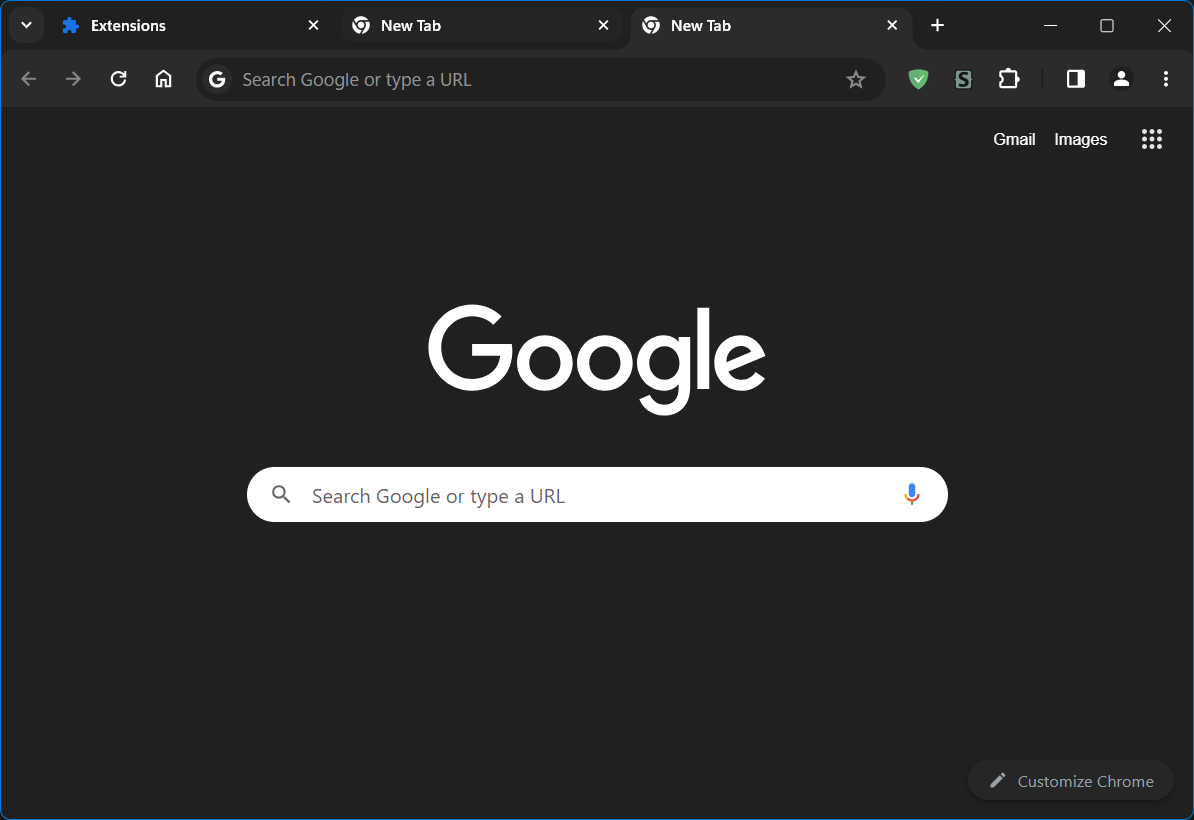 Extensions
New Tab
New Tab
Search Google or type a URL
Gmail
Images
Google
Search Google or type a URL
Customize Chrome